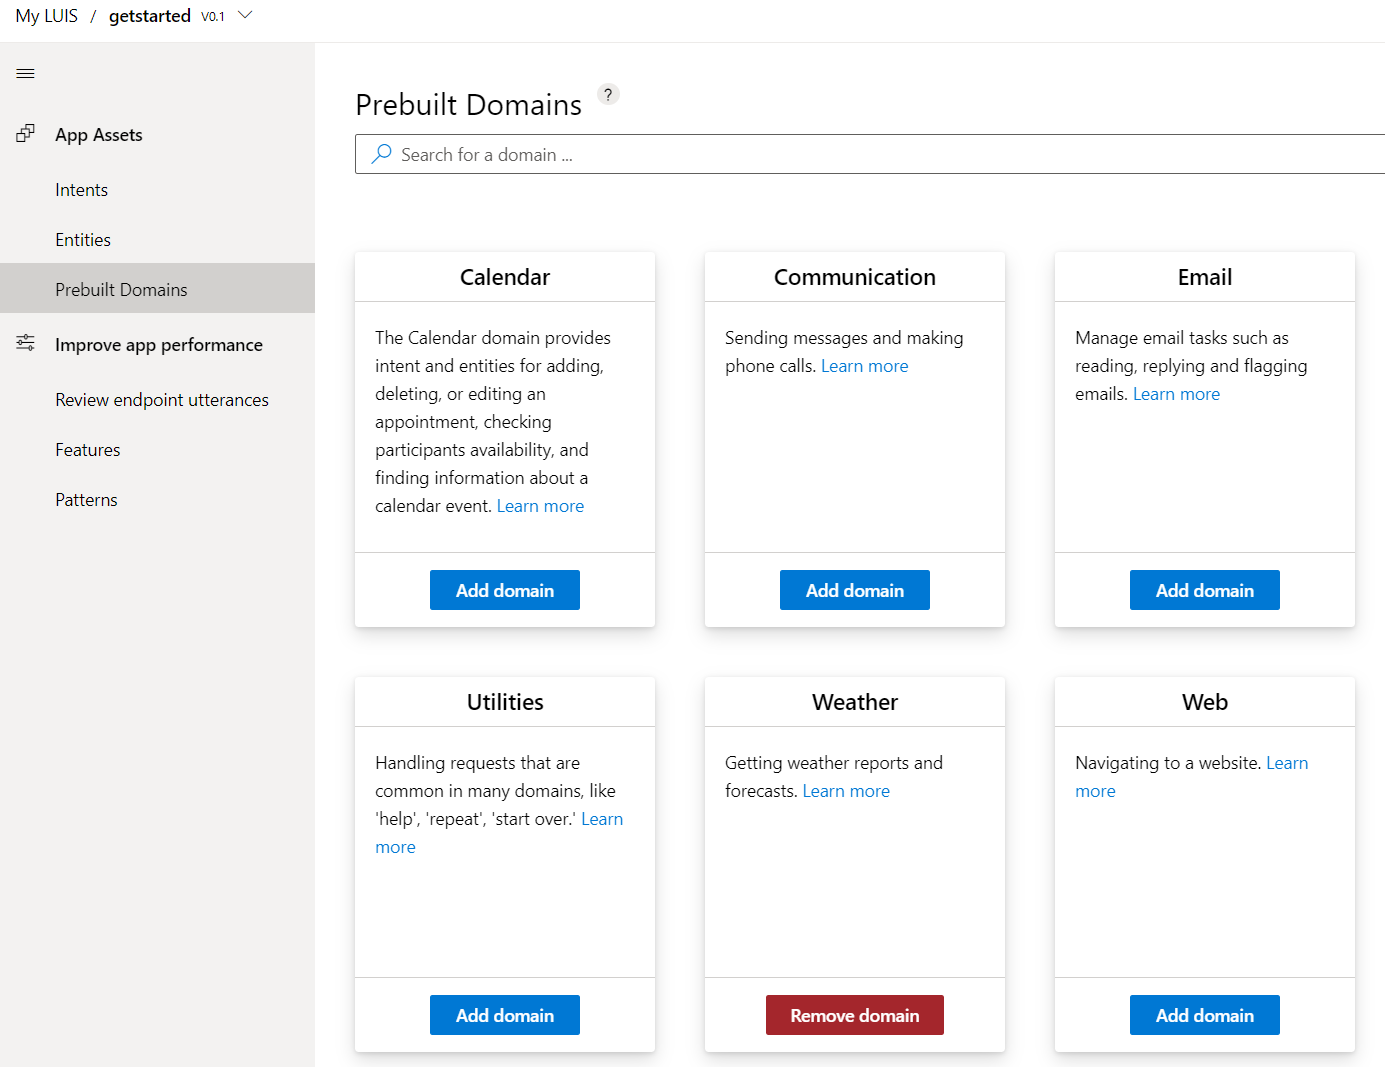 My LUIS / getstarted V0.1
App Assets
Intents
Entities
Prebuilt Domains
Improve app performance
Review endpoint utterances
Features
Patterns
Prebuilt Domains ?
Search for a domain ...
Calendar
The Calendar domain provides
intent and entities for adding,
deleting, or editing an
appointment, checking
participants availability, and
finding information about a
calendar event. Learn more
Add domain
Communication
Sending messages and making
phone calls. Learn more
Add domain
Email
Manage email tasks such as
reading, replying and flagging
emails. Learn more
Add domain
Utilities
Handling requests that are
common in many domains, like
'help', 'repeat', 'start over.' Learn
more
Add domain
Weather
Getting weather reports and
forecasts. Learn more
Remove domain
Web
Navigating to a website. Learn
more
Add domain